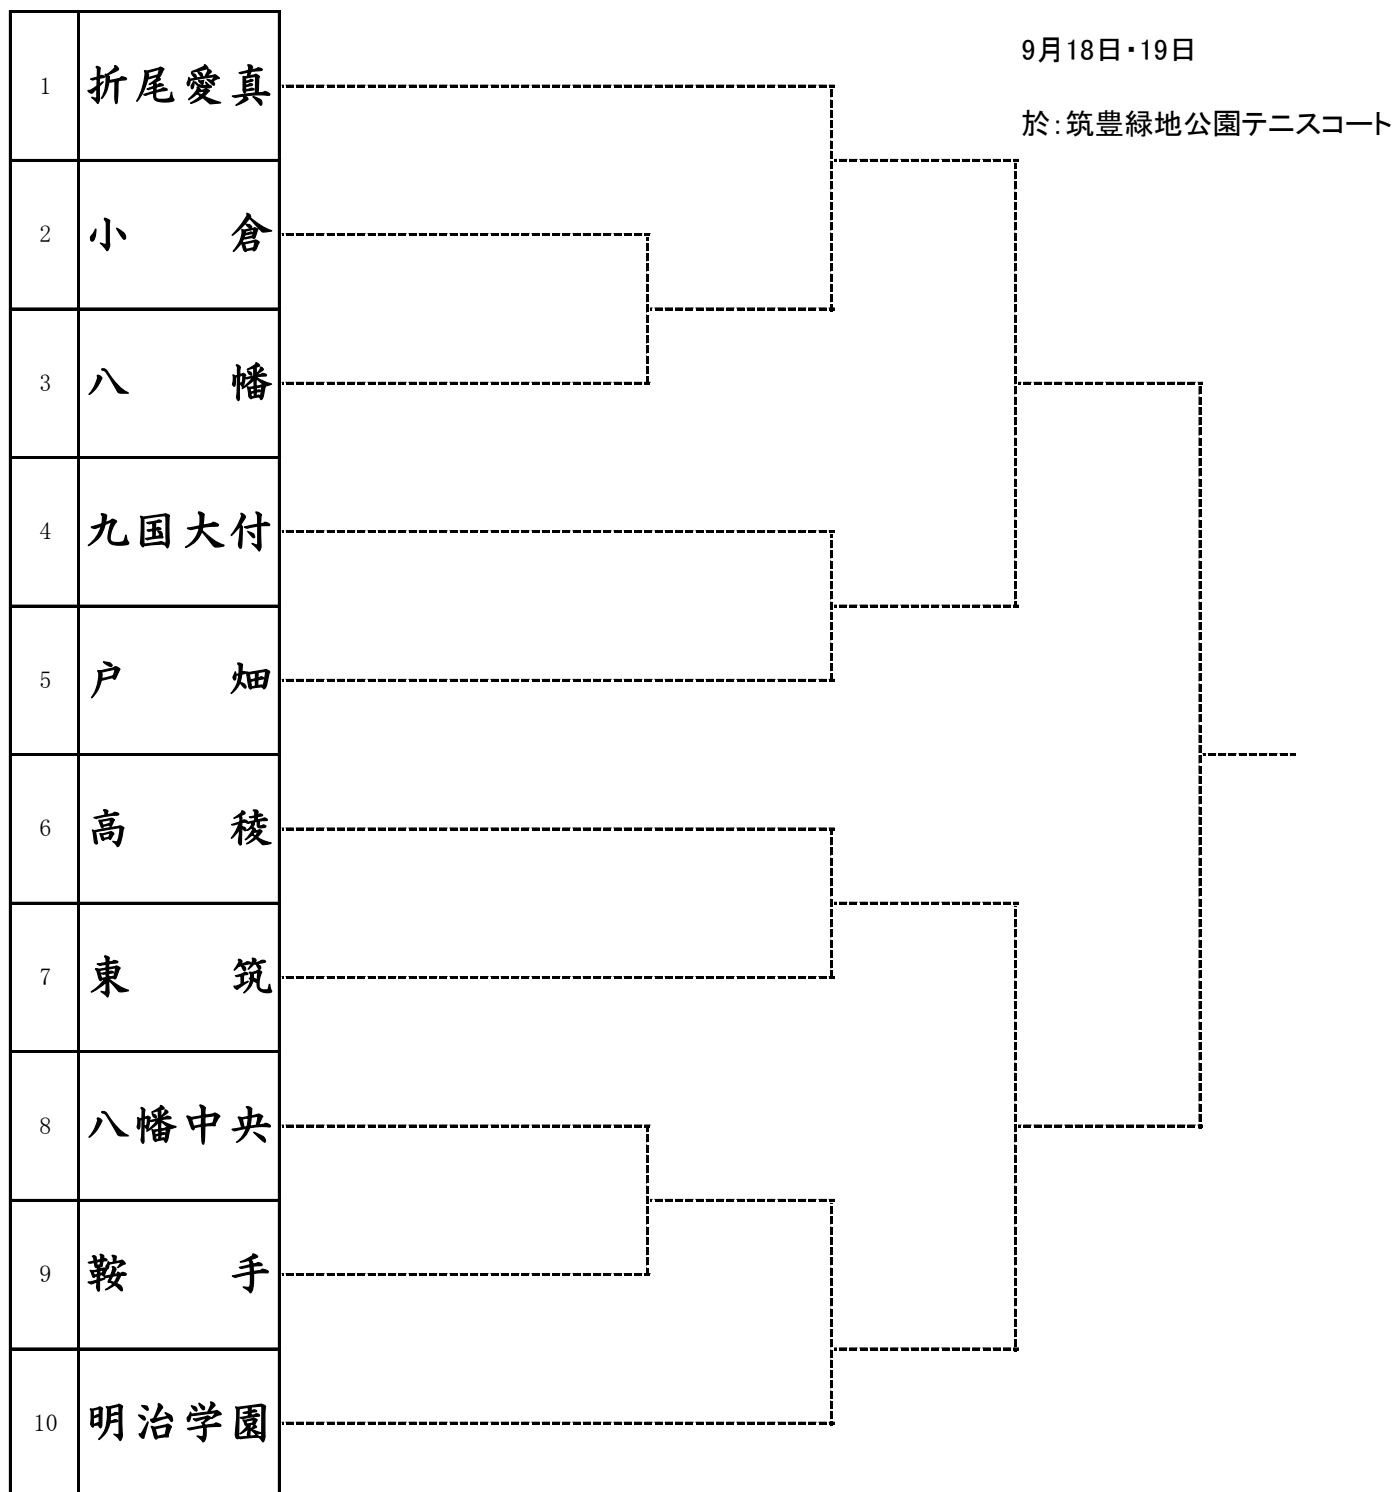 9月18日・19日
於：筑豊緑地公園テニスコート
1 折尾愛真
2 小倉
3 八幡
4 九国大付
5 戸畑
6 高稜
7 東筑
8 八幡中央
9 鞍手
10 明治学園